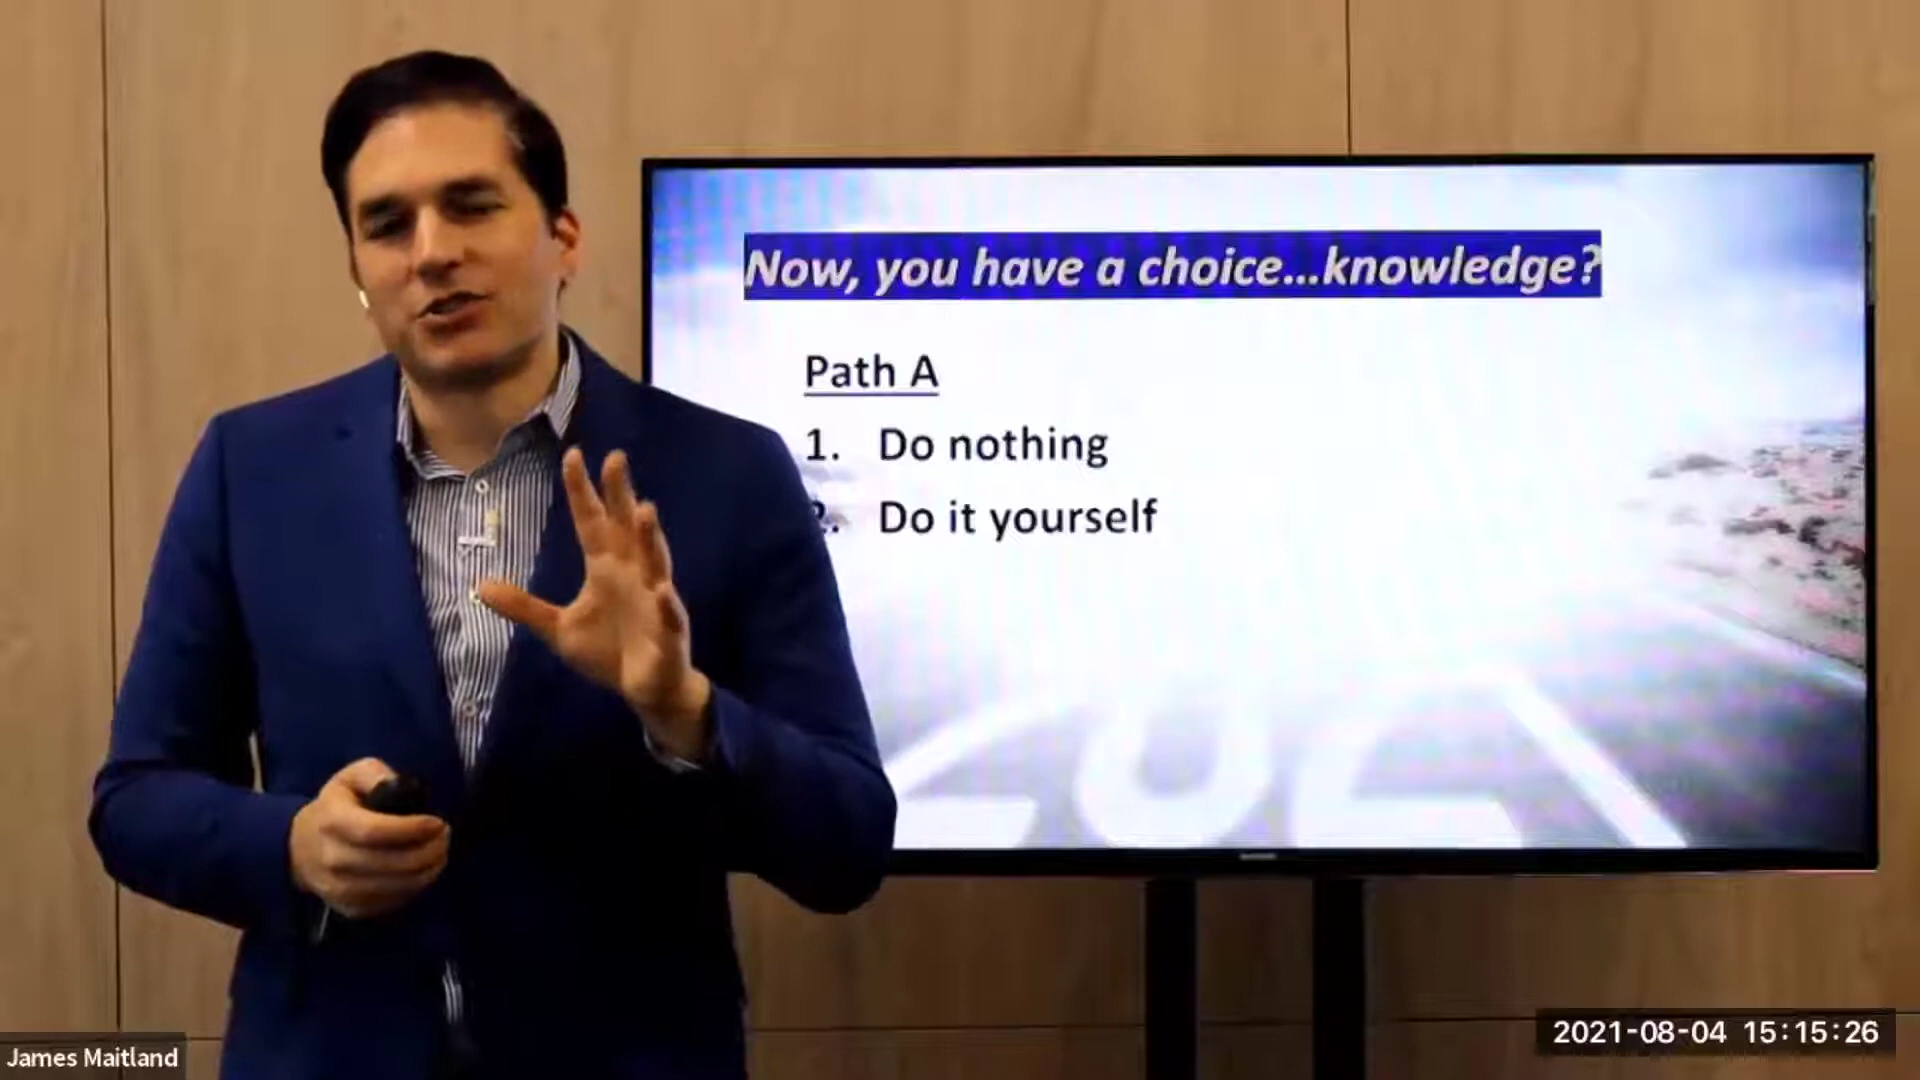 Now, you have a choice...knowledge?
Path A
1. Do nothing
2. Do it yourself
2021-08-04 15:15:26
James Maitland